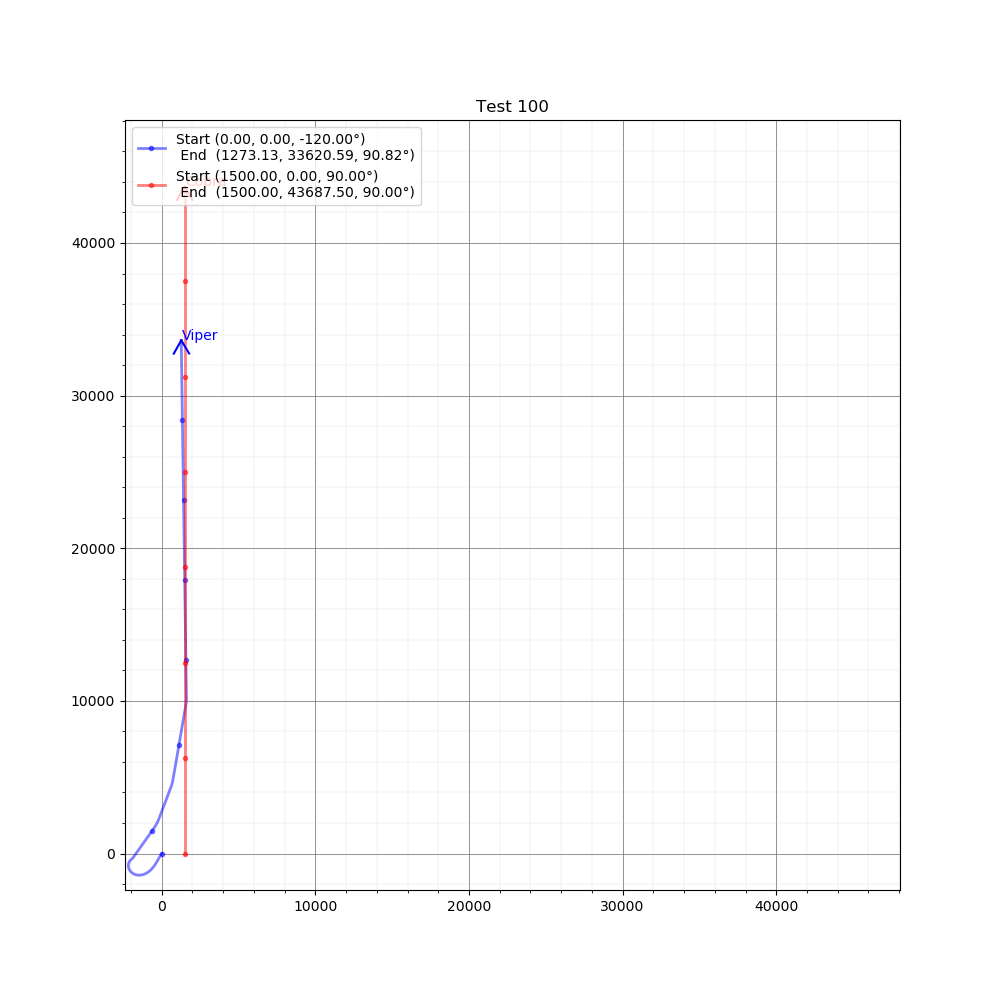 Test 100
Start (0.00, 0.00, -120.00°)
End (1273.13, 33620.59, 90.82°)
Start (1500.00, 0.00, 90.00°)
End (1500.00, 43687.50, 90.00°)
40000
Viper
30000
20000
10000
0
0
10000
20000
30000
40000